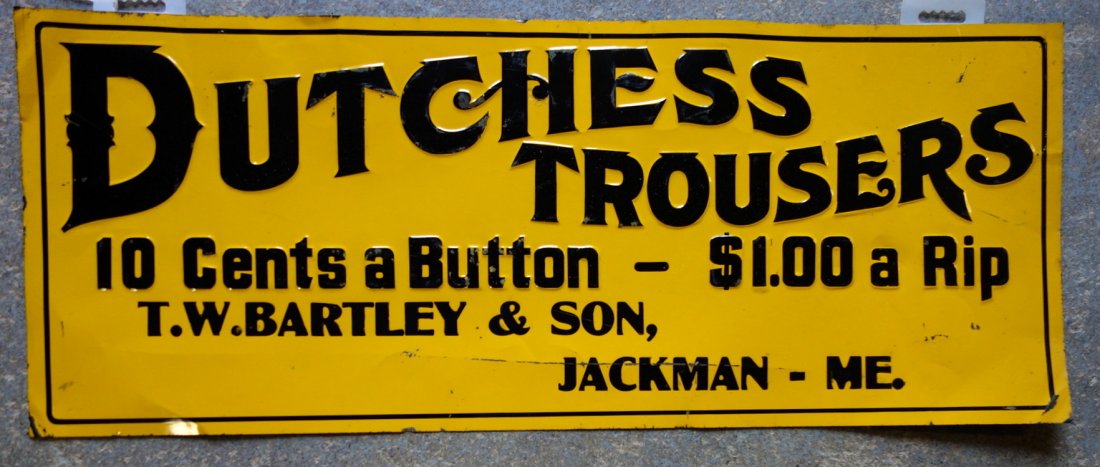 DUTCHESS
TROUSERS
10 Cents a Button – $1.00 a Rip
T.W.BARTLEY & SON,
JACKMAN - ME.